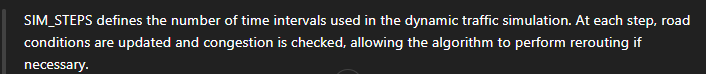 SIM_STEPS defines the number of time intervals used in the dynamic traffic simulation. At each step, road
conditions are updated and congestion is checked, allowing the algorithm to perform rerouting if
necessary.